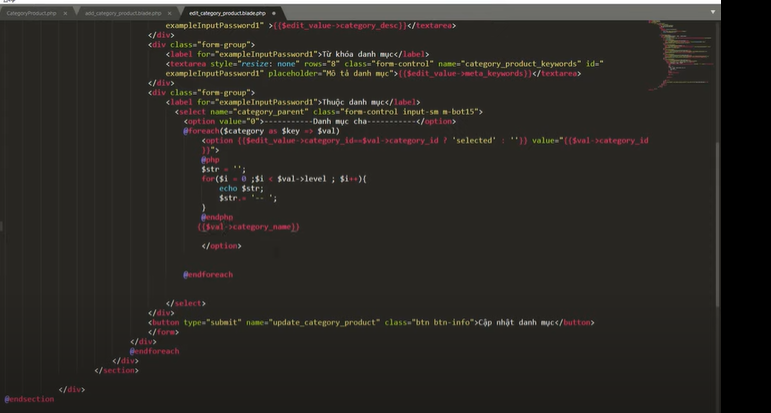 CategoryProduct.php × add_category_product.blade.php × edit_category_product.blade.php
exampleInputPassword1" >{{$edit_value->category_desc}}</textarea>
</div>
<div class="form-group">
<label for="exampleInputPassword1">Từ khóa danh mục</label>
<textarea style="resize: none" rows="8" class="form-control" name="category_product_keywords" id="
exampleInputPassword1" placeholder="Mô tả danh mục">{{$edit_value->meta_keywords}}</textarea>
</div>
<div class="form-group">
<label for="exampleInputPassword1">Thuộc danh mục</label>
<select name="category_parent" class="form-control input-sm m-bot15">
<option value="0">-----------Danh mục cha-----------</option>
@foreach($category as $key => $val)
<option {{$edit_value->category_id==$val->category_id ? 'selected' : ''}} value="{{$val->category_id
}}">
@php
$str = '';
for($i = 0 ;$i < $val->level ; $i++){
echo $str;
$str.= '-- ';
}
@endphp
{{$val->category_name}}
</option>
@endforeach
</select>
</div>
<button type="submit" name="update_category_product" class="btn btn-info">Cập nhật danh mục</button>
</form>
</div>
@endforeach
</div>
</section>
</div>
@endsection